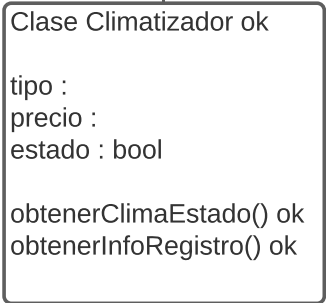 Clase Climatizador ok
tipo :
precio :
estado : bool
obtenerClimaEstado() ok
obtenerInfoRegistro() ok